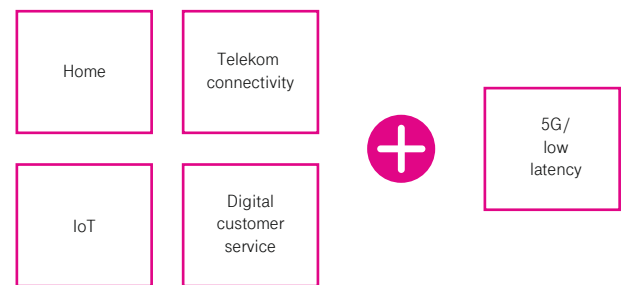 Home
Telekom
connectivity
5G/
low
latency
IoT
Digital
customer
service